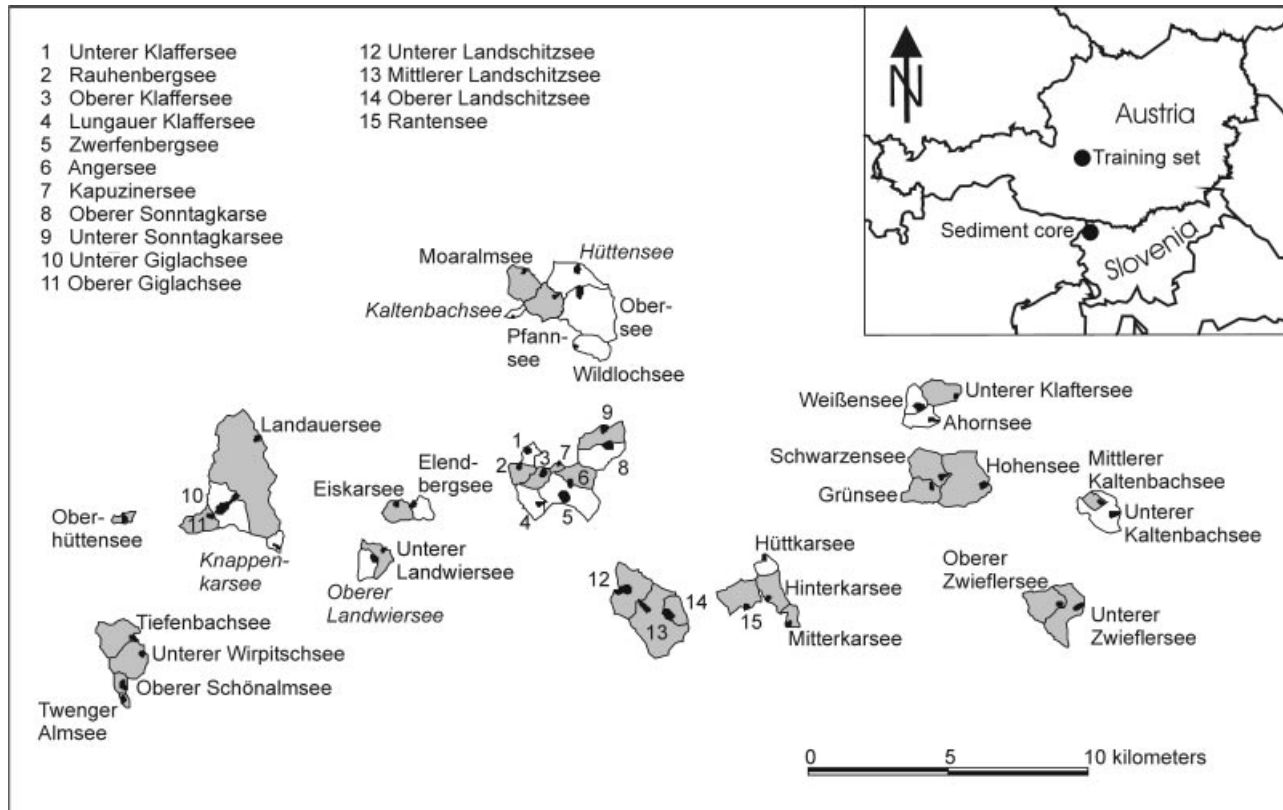 1 Unterer Klaffersee
2 Rauhenbergsee
3 Oberer Klaffersee
4 Lungauer Klaffersee
5 Zwerfenbergsee
6 Angersee
7 Kapuzinersee
8 Oberer Sonntagkarse
9 Unterer Sonntagkarsee
10 Unterer Giglachsee
11 Oberer Giglachsee
12 Unterer Landschitzsee
13 Mittlerer Landschitzsee
14 Oberer Landschitzsee
15 Rantensee
N
Austria
Training set
Sediment core
Slovenia
Moaralmsee
Hüttensee
Kaltenbachsee
Ober-
see
Pfann-
see
Wildlochsee
Weißensee
Unterer Klaftersee
Ahornsee
Landauersee
10
11
Ober-
hüttensee
Knappen-
karsee
Elend-
bergsee
Eiskarsee
Unterer
Landwiersee
Oberer
Landwiersee
1
2
3
7
9
8
6
4
5
Schwarzensee
Grünsee
Hohensee
Mittlerer
Kaltenbachsee
Unterer
Kaltenbachsee
Hüttkarsee
Hinterkarsee
15
Mitterkarsee
12
13
14
Oberer
Zwieflersee
Unterer
Zwieflersee
Tiefenbachsee
Unterer Wirpitschsee
Oberer Schönalmsee
Twenger
Almsee
0 5 10 kilometers